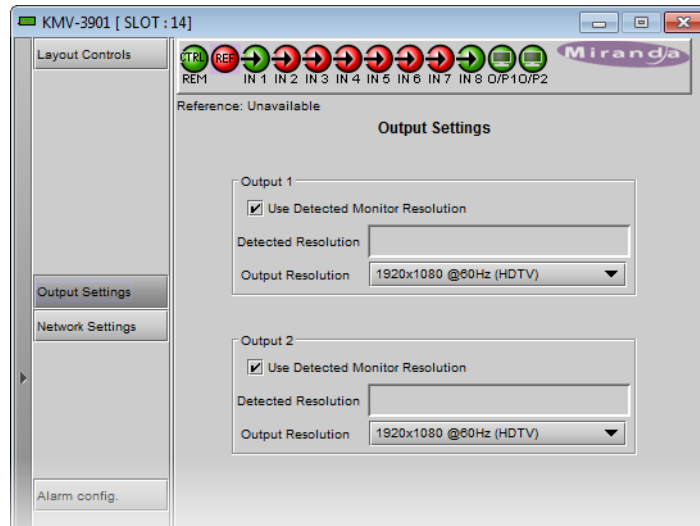 KMV-3901 [ SLOT : 14]
Layout Controls
CTRL REF Miranda
REM IN 1 IN 2 IN 3 IN 4 IN 5 IN 6 IN 7 IN 8 O/P1 O/P2
Reference: Unavailable
Output Settings
Output 1
Use Detected Monitor Resolution
Detected Resolution
Output Resolution 1920x1080 @60Hz (HDTV)
Output Settings
Network Settings
Output 2
Use Detected Monitor Resolution
Detected Resolution
Output Resolution 1920x1080 @60Hz (HDTV)
Alarm config.